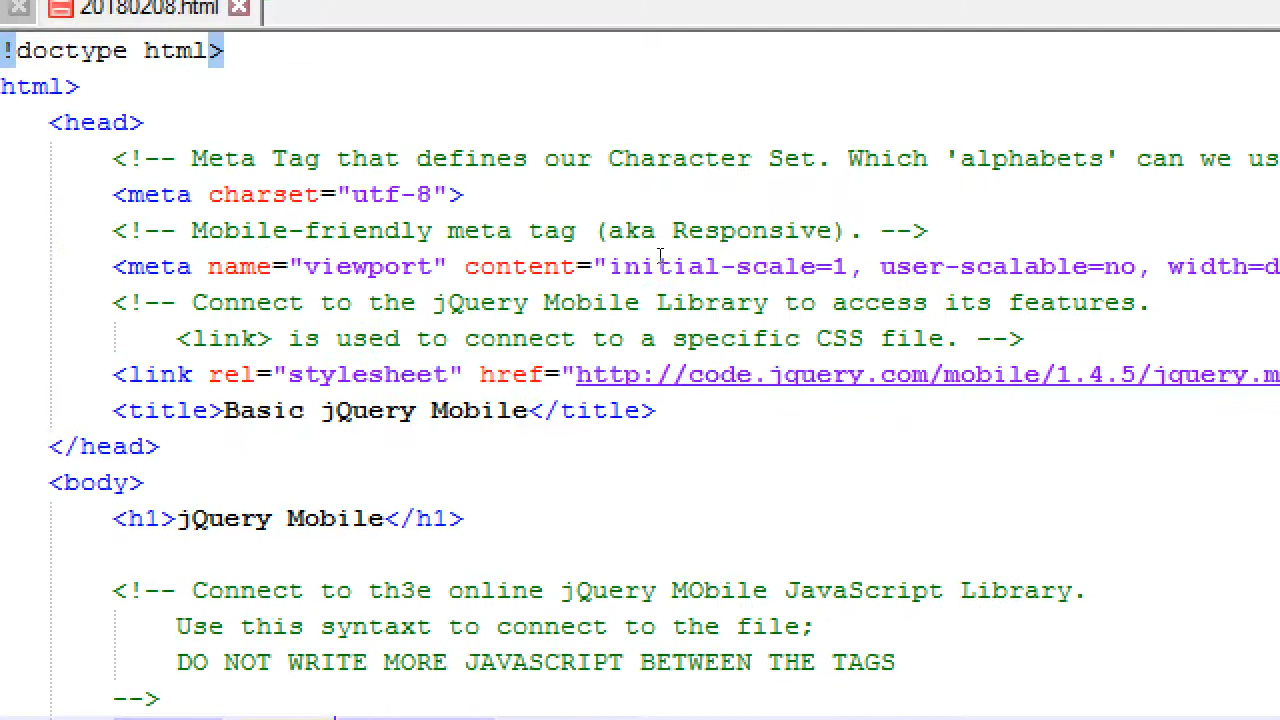 20180208.html
!doctype html>
html>
<head>
<!-- Meta Tag that defines our Character Set. Which 'alphabets' can we us
<meta charset="utf-8">
<!-- Mobile-friendly meta tag (aka Responsive). -->
<meta name="viewport" content="initial-scale=1, user-scalable=no, width=d
<!-- Connect to the jQuery Mobile Library to access its features.
<link> is used to connect to a specific CSS file. -->
<link rel="stylesheet" href="http://code.jquery.com/mobile/1.4.5/jquery.m
<title>Basic jQuery Mobile</title>
</head>
<body>
<h1>jQuery Mobile</h1>
<!-- Connect to th3e online jQuery MObile JavaScript Library.
Use this syntaxt to connect to the file;
DO NOT WRITE MORE JAVASCRIPT BETWEEN THE TAGS
-->